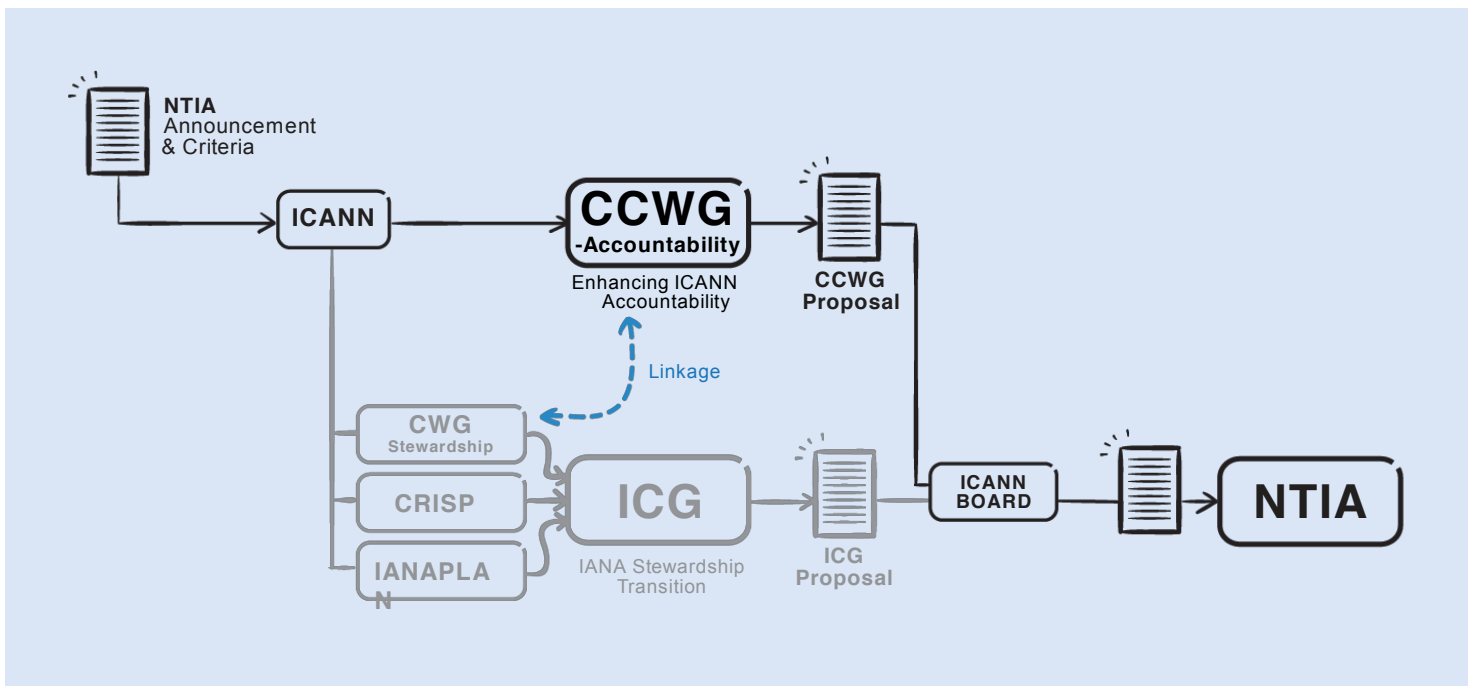 NTIA
Announcement
& Criteria
ICANN
CCWG
-Accountability
Enhancing ICANN
Accountability
CCWG
Proposal
Linkage
CWG
Stewardship
CRISP
IANAPLA
N
ICG
IANA Stewardship
Transition
ICG
Proposal
ICANN
BOARD
NTIA